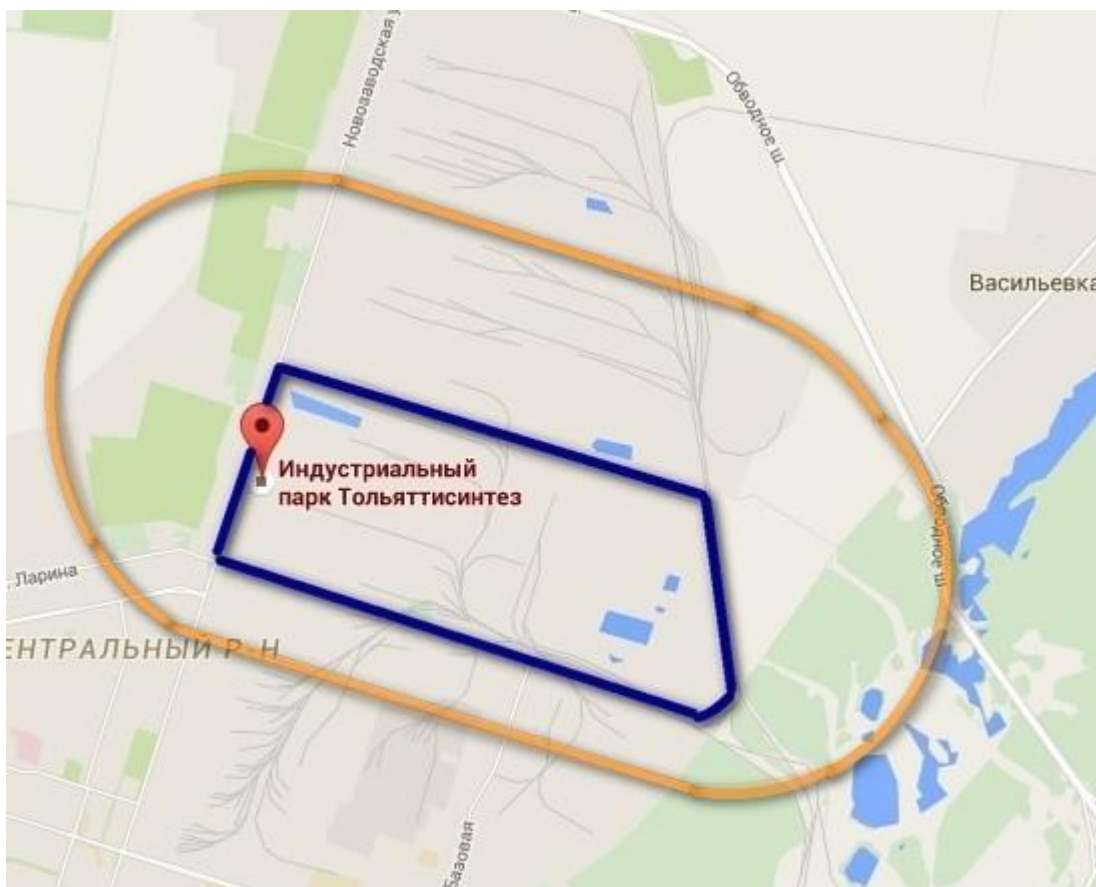 Новозаводская у
Обводное ш.
Васильевка
Индустриальный
парк Тольяттисинтез
Обводное ш
, Ларина
ЕНТРАЛЬНЫЙ Р-Н
Базовая